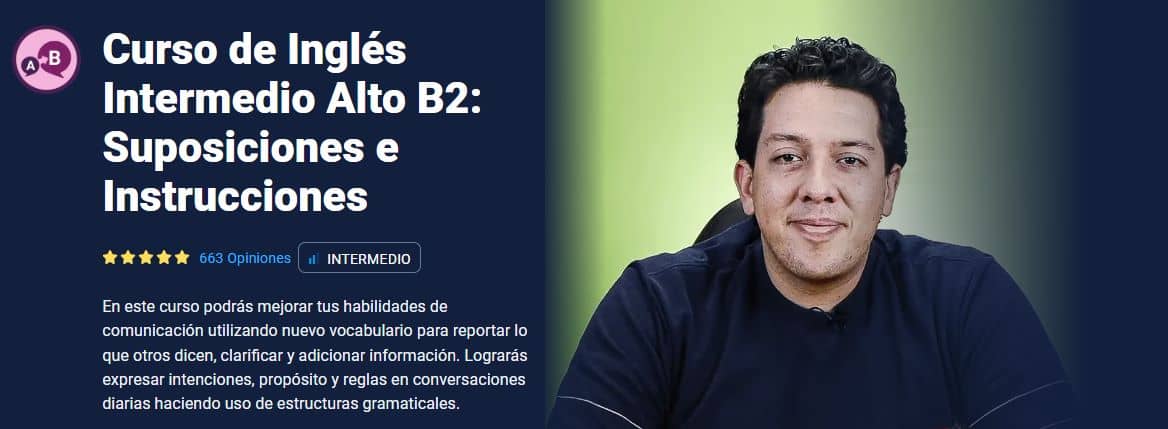 A
B
Curso de Inglés
Intermedio Alto B2:
Suposiciones e
Instrucciones
663 Opiniones
INTERMEDIO
En este curso podrás mejorar tus habilidades de
comunicación utilizando nuevo vocabulario para reportar lo
que otros dicen, clarificar y adicionar información. Lograrás
expresar intenciones, propósito y reglas en conversaciones
diarias haciendo uso de estructuras gramaticales.